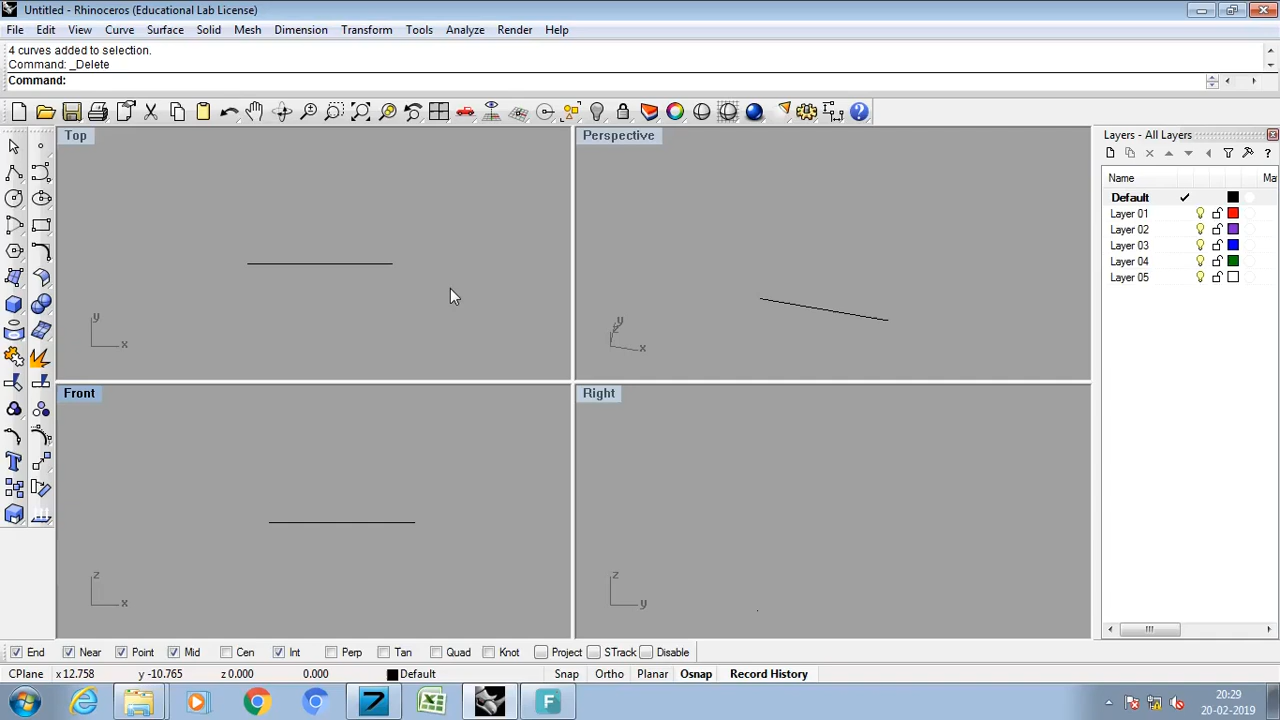 Untitled - Rhinoceros (Educational Lab License)
File Edit View Curve Surface Solid Mesh Dimension Transform Tools Analyze Render Help
4 curves added to selection.
Command: _Delete
Command:
Top
Perspective
Layers - All Layers
Name Ma
Default
Layer 01
Layer 02
Layer 03
Layer 04
Layer 05
y
x
y
z
x
Front
Right
z
x
z
y
End Near Point Mid Cen Int Perp Tan Quad Knot Project STrack Disable
CPlane x 12.758 y -10.765 z 0.000 0.000 Default Snap Ortho Planar Osnap Record History
20:29
20-02-2019